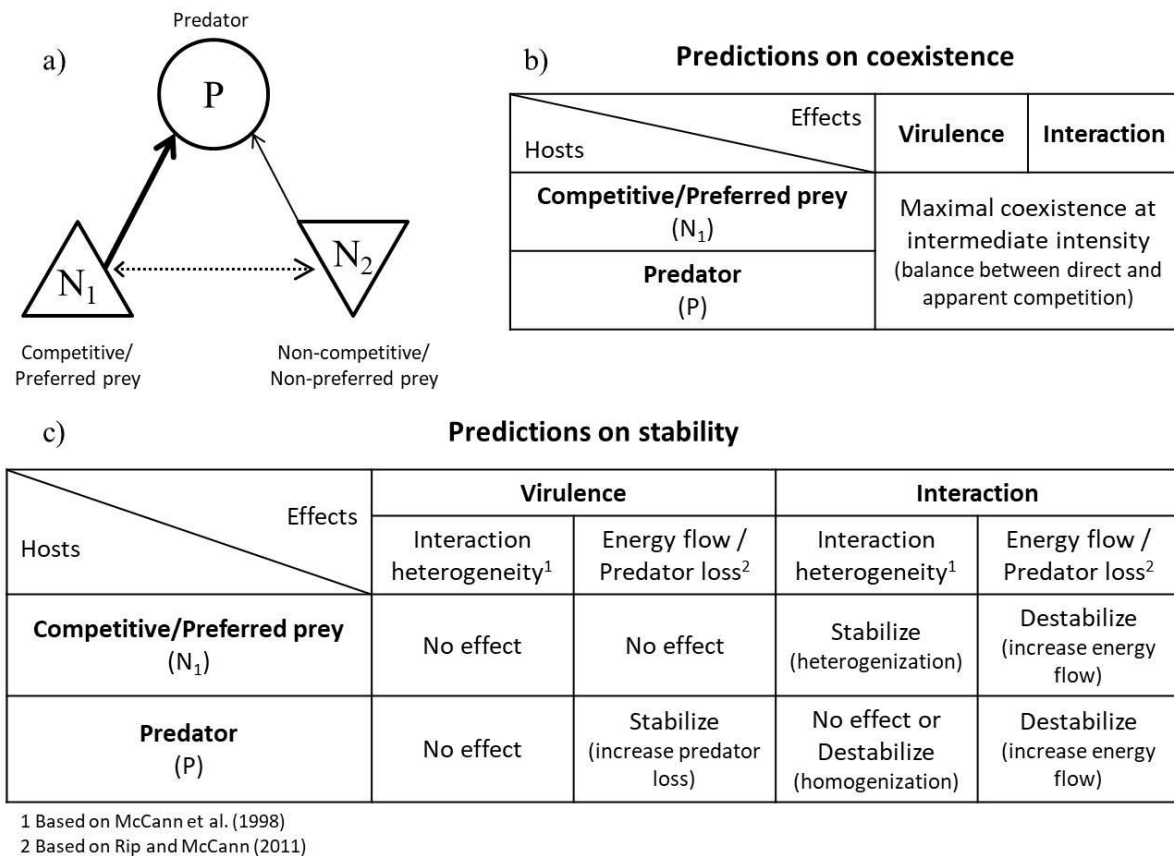 a)
Predator
P
N₁
N₂
Competitive/
Preferred prey
Non-competitive/
Non-preferred prey
b)
Predictions on coexistence
Effects
Hosts
Virulence
Interaction
Competitive/Preferred prey
(N₁)
Predator
(P)
Maximal coexistence at
intermediate intensity
(balance between direct and
apparent competition)
c)
Predictions on stability
Effects
Hosts
Virulence
Interaction
Interaction
heterogeneity¹
Energy flow /
Predator loss²
Interaction
heterogeneity¹
Energy flow /
Predator loss²
Competitive/Preferred prey
(N₁)
No effect
No effect
Stabilize
(heterogenization)
Destabilize
(increase energy
flow)
Predator
(P)
No effect
Stabilize
(increase predator
loss)
No effect or
Destabilize
(homogenization)
Destabilize
(increase energy
flow)
1 Based on McCann et al. (1998)
2 Based on Rip and McCann (2011)